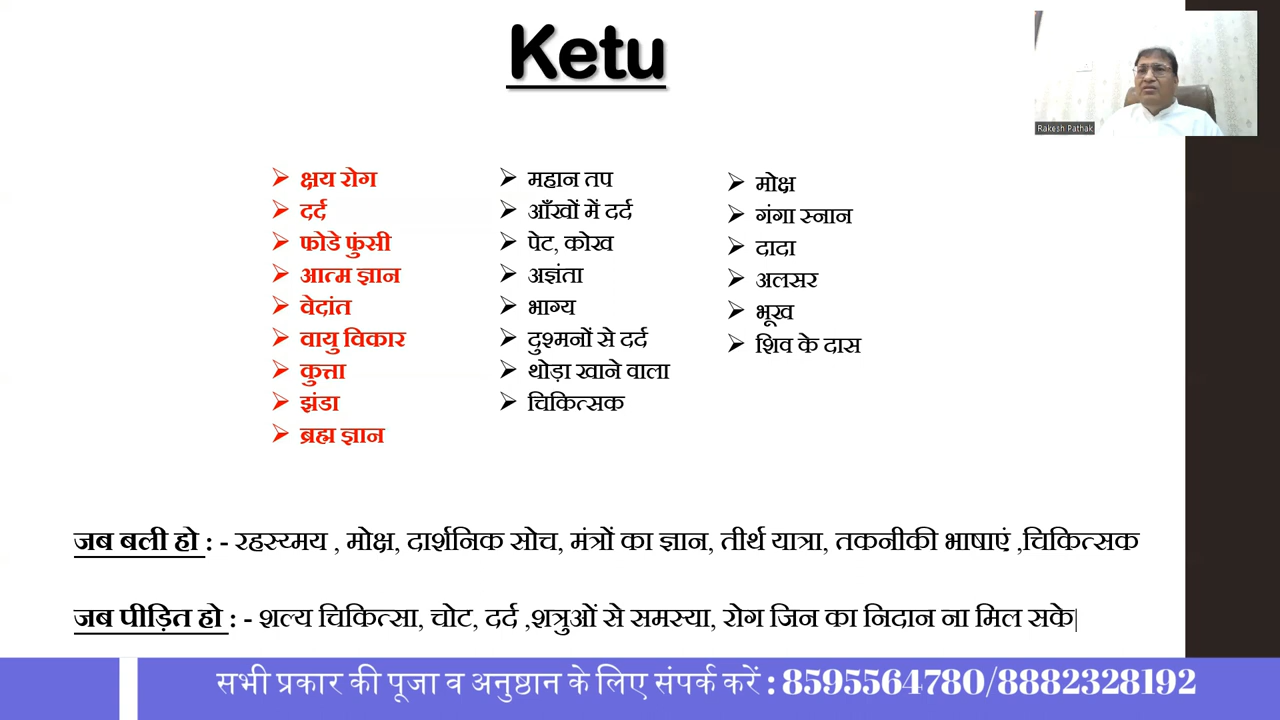 Ketu
Rakesh Pathak
क्षय रोग
दर्द
फोडे फुंसी
आत्म ज्ञान
वेदांत
वायु विकार
कुत्ता
झंडा
ब्रह्म ज्ञान
महान तप
आँखों में दर्द
पेट, कोख
अज्ञंता
भाग्य
दुश्मनों से दर्द
थोड़ा खाने वाला
चिकित्सक
मोक्ष
गंगा स्नान
दादा
अलसर
भूख
शिव के दास
जब बली हो : - रहस्यमय , मोक्ष, दार्शनिक सोच, मंत्रों का ज्ञान, तीर्थ यात्रा, तकनीकी भाषाएं ,चिकित्सक
जब पीड़ित हो : - शल्य चिकित्सा, चोट, दर्द ,शत्रुओं से समस्या, रोग जिन का निदान ना मिल सके|
सभी प्रकार की पूजा व अनुष्ठान के लिए संपर्क करें : 8595564780/8882328192